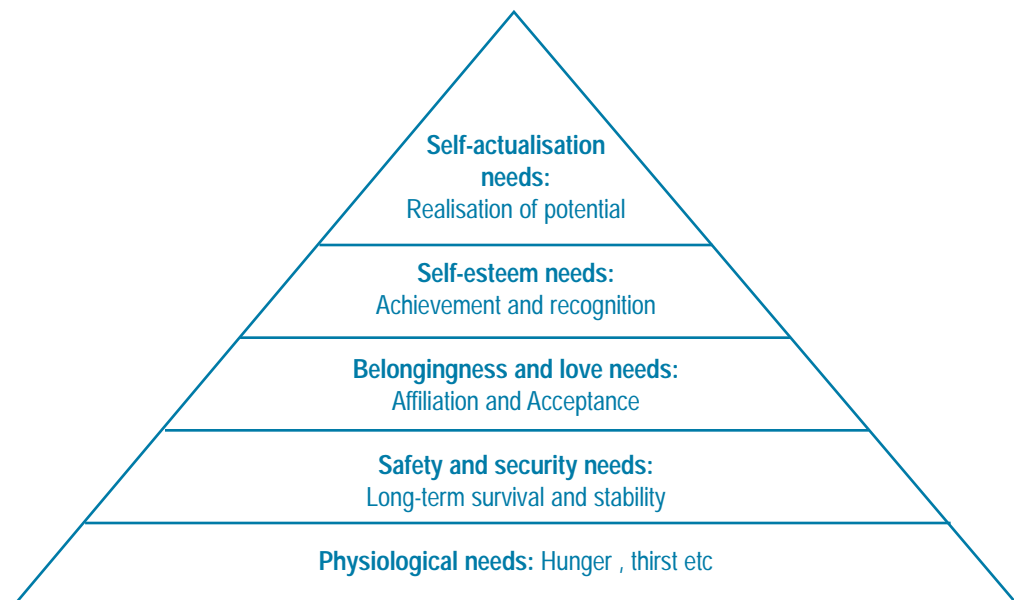 Self-actualisation
needs:
Realisation of potential
Self-esteem needs:
Achievement and recognition
Belongingness and love needs:
Affiliation and Acceptance
Safety and security needs:
Long-term survival and stability
Physiological needs: Hunger , thirst etc